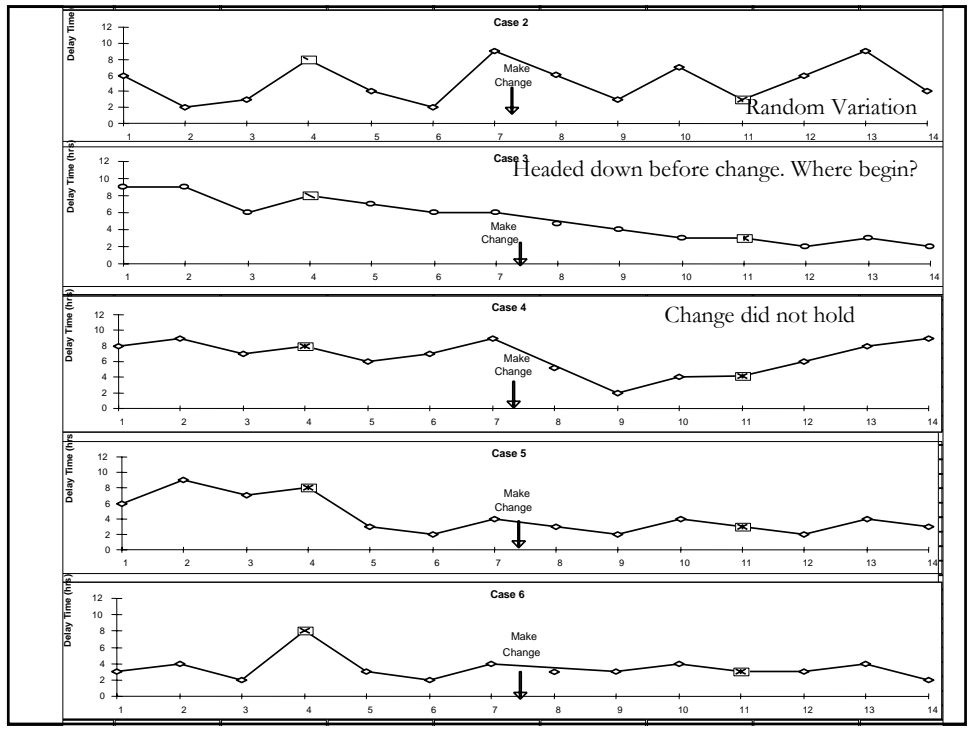 Case 2
Delay Time
12
10
8
6
4
2
0
Make
Change
Random Variation
1 2 3 4 5 6 7 8 9 10 11 12 13 14
Case 3
Headed down before change. Where begin?
Delay Time (hrs)
12
10
8
6
4
2
0
Make
Change
1 2 3 4 5 6 7 8 9 10 11 12 13 14
Case 4
Change did not hold
Delay Time (hrs)
12
10
8
6
4
2
0
Make
Change
1 2 3 4 5 6 7 8 9 10 11 12 13 14
Case 5
Delay Time (hrs
12
10
8
6
4
2
0
Make
Change
1 2 3 4 5 6 7 8 9 10 11 12 13 14
Case 6
Delay Time (hrs)
12
10
8
6
4
2
0
Make
Change
1 2 3 4 5 6 7 8 9 10 11 12 13 14